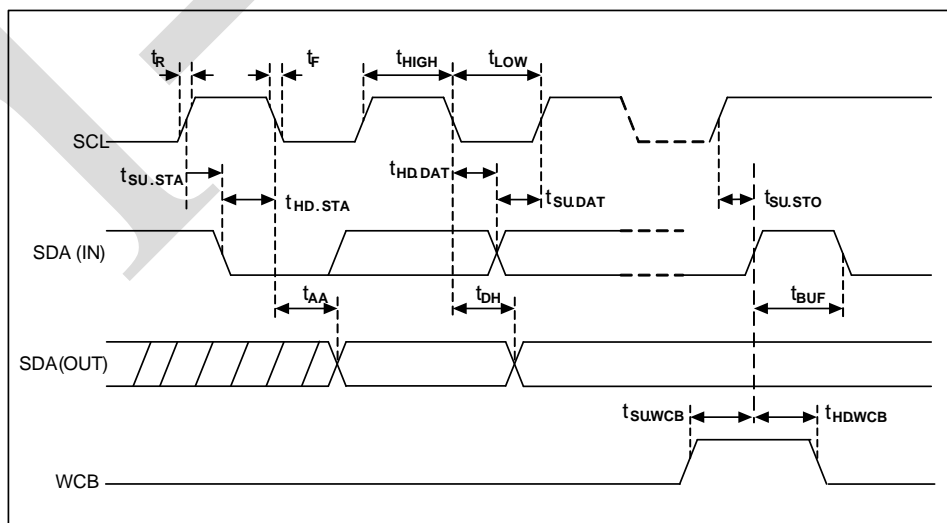 tR tF tHIGH tLOW
SCL
tSU.STA tHD.STA tHD.DAT tSU.DAT tSU.STO
SDA (IN)
tAA tDH tBUF
SDA(OUT)
tSU.WCB tHD.WCB
WCB